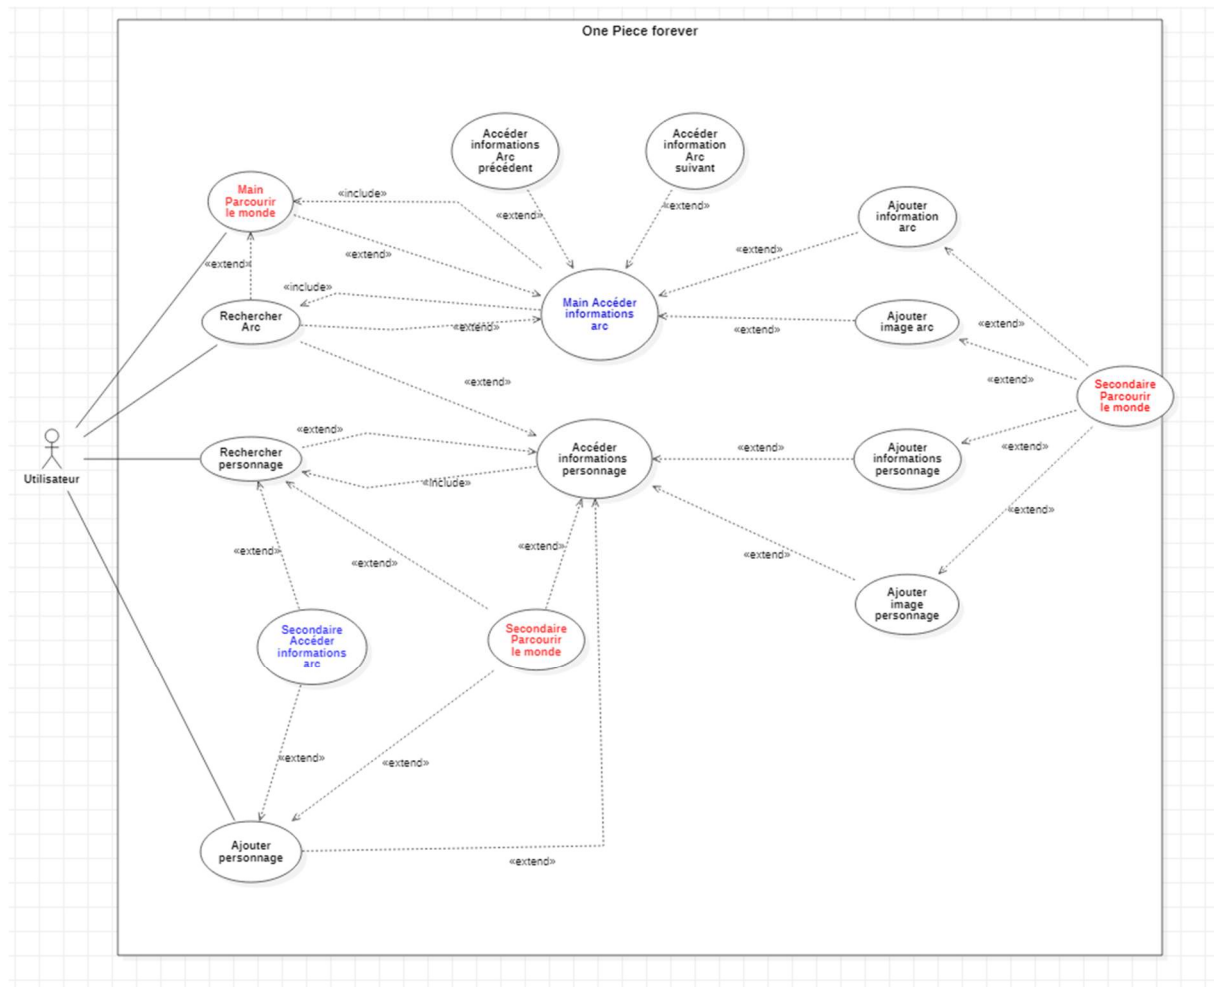 One Piece forever
Accéder
informations
Arc
précédent
Accéder
information
Arc
suivant
Main
Parcourir
le monde
«include»
«extend»
«extend»
Ajouter
information
arc
«extend»
«extend»
«extend»
«include»
Rechercher
Arc
«extend»
Main Accéder
informations
arc
«extend»
Ajouter
image arc
«extend»
«extend»
«extend»
Secondaire
Parcourir
le monde
Utilisateur
«extend»
Rechercher
personnage
«include»
Accéder
informations
personnage
«extend»
Ajouter
informations
personnage
«extend»
«extend»
«extend»
«extend»
«extend»
«extend»
Ajouter
image
personnage
Secondaire
Accéder
informations
arc
Secondaire
Parcourir
le monde
«extend»
«extend»
Ajouter
personnage
«extend»